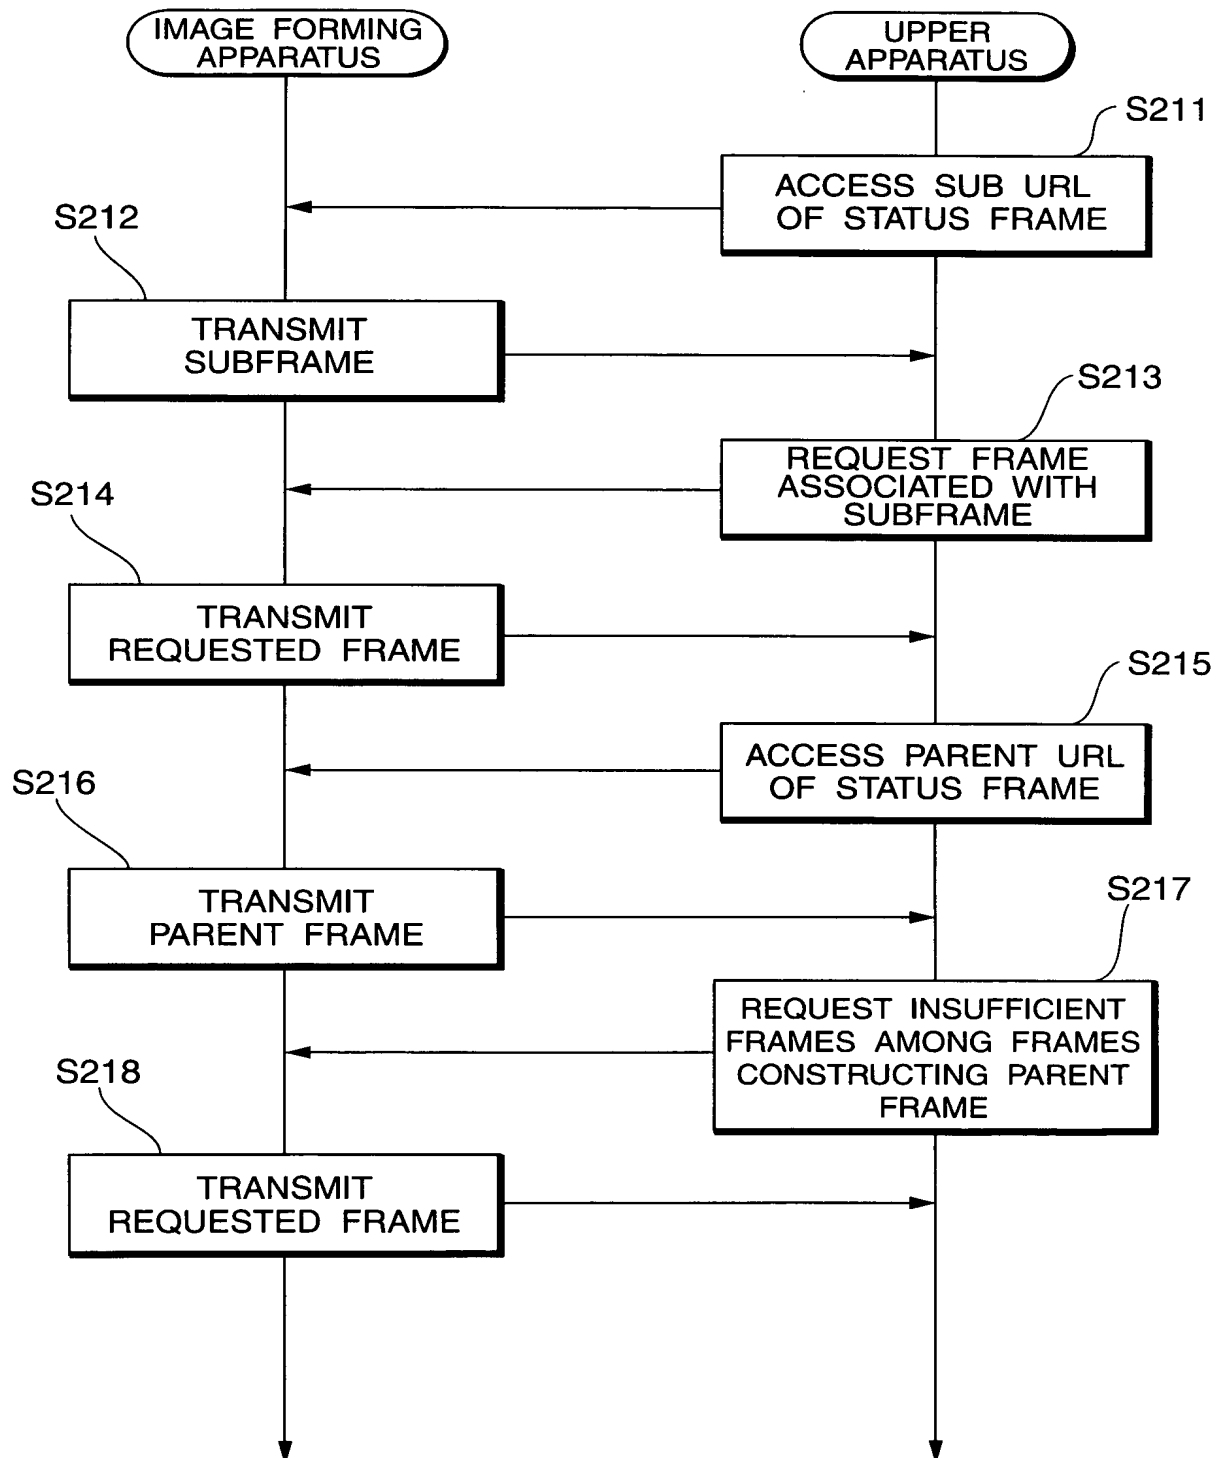 IMAGE FORMING
APPARATUS
UPPER
APPARATUS
S211
ACCESS SUB URL
OF STATUS FRAME
S212
TRANSMIT
SUBFRAME
S213
REQUEST FRAME
ASSOCIATED WITH
SUBFRAME
S214
TRANSMIT
REQUESTED FRAME
S215
ACCESS PARENT URL
OF STATUS FRAME
S216
TRANSMIT
PARENT FRAME
S217
REQUEST INSUFFICIENT
FRAMES AMONG FRAMES
CONSTRUCTING PARENT
FRAME
S218
TRANSMIT
REQUESTED FRAME